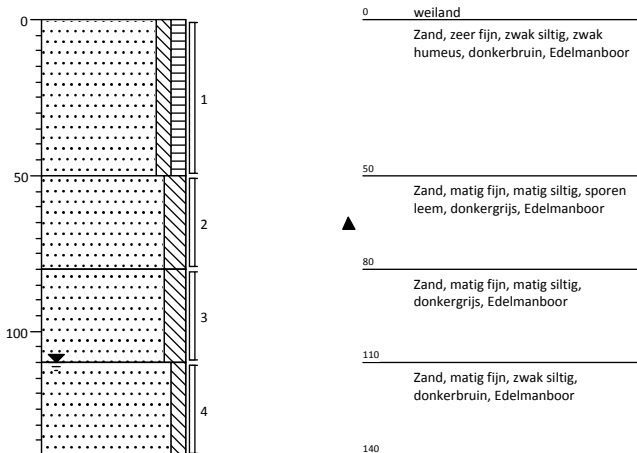 0
50
100
1
2
3
4
0
weiland
Zand, zeer fijn, zwak siltig, zwak
humeus, donkerbruin, Edelmanboor
50
Zand, matig fijn, matig siltig, sporen
leem, donkergrijs, Edelmanboor
80
Zand, matig fijn, matig siltig,
donkergrijs, Edelmanboor
110
Zand, matig fijn, zwak siltig,
donkerbruin, Edelmanboor
140